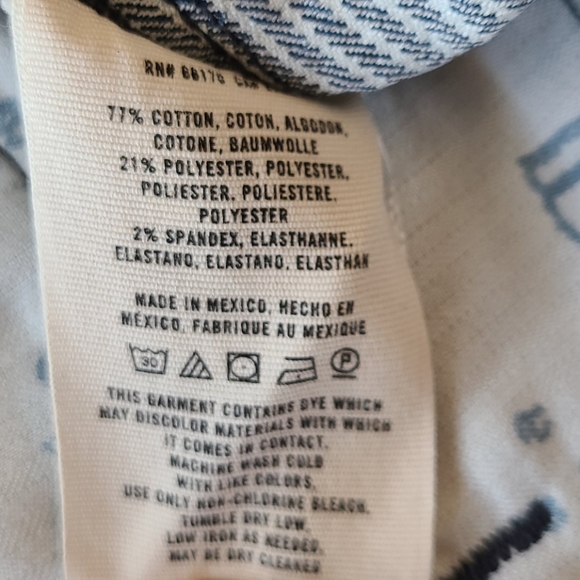 RN# 66170
77% COTTON, COTON, ALGODON,
COTONE, BAUMWOLLE
21% POLYESTER, POLYESTER,
POLIESTER, POLIESTERE,
POLYESTER
2% SPANDEX, ELASTHANNE,
ELASTANO, ELASTANO, ELASTHAN
MADE IN MEXICO, HECHO EN
MEXICO, FABRIQUE AU MEXIQUE
30 P
THIS GARMENT CONTAINS DYE WHICH
MAY DISCOLOR MATERIALS WITH WHICH
IT COMES IN CONTACT.
MACHINE WASH COLD
WITH LIKE COLORS.
USE ONLY NON-CHLORINE BLEACH.
TUMBLE DRY LOW.
LOW IRON AS NEEDED.
MAY BE DRY CLEANED